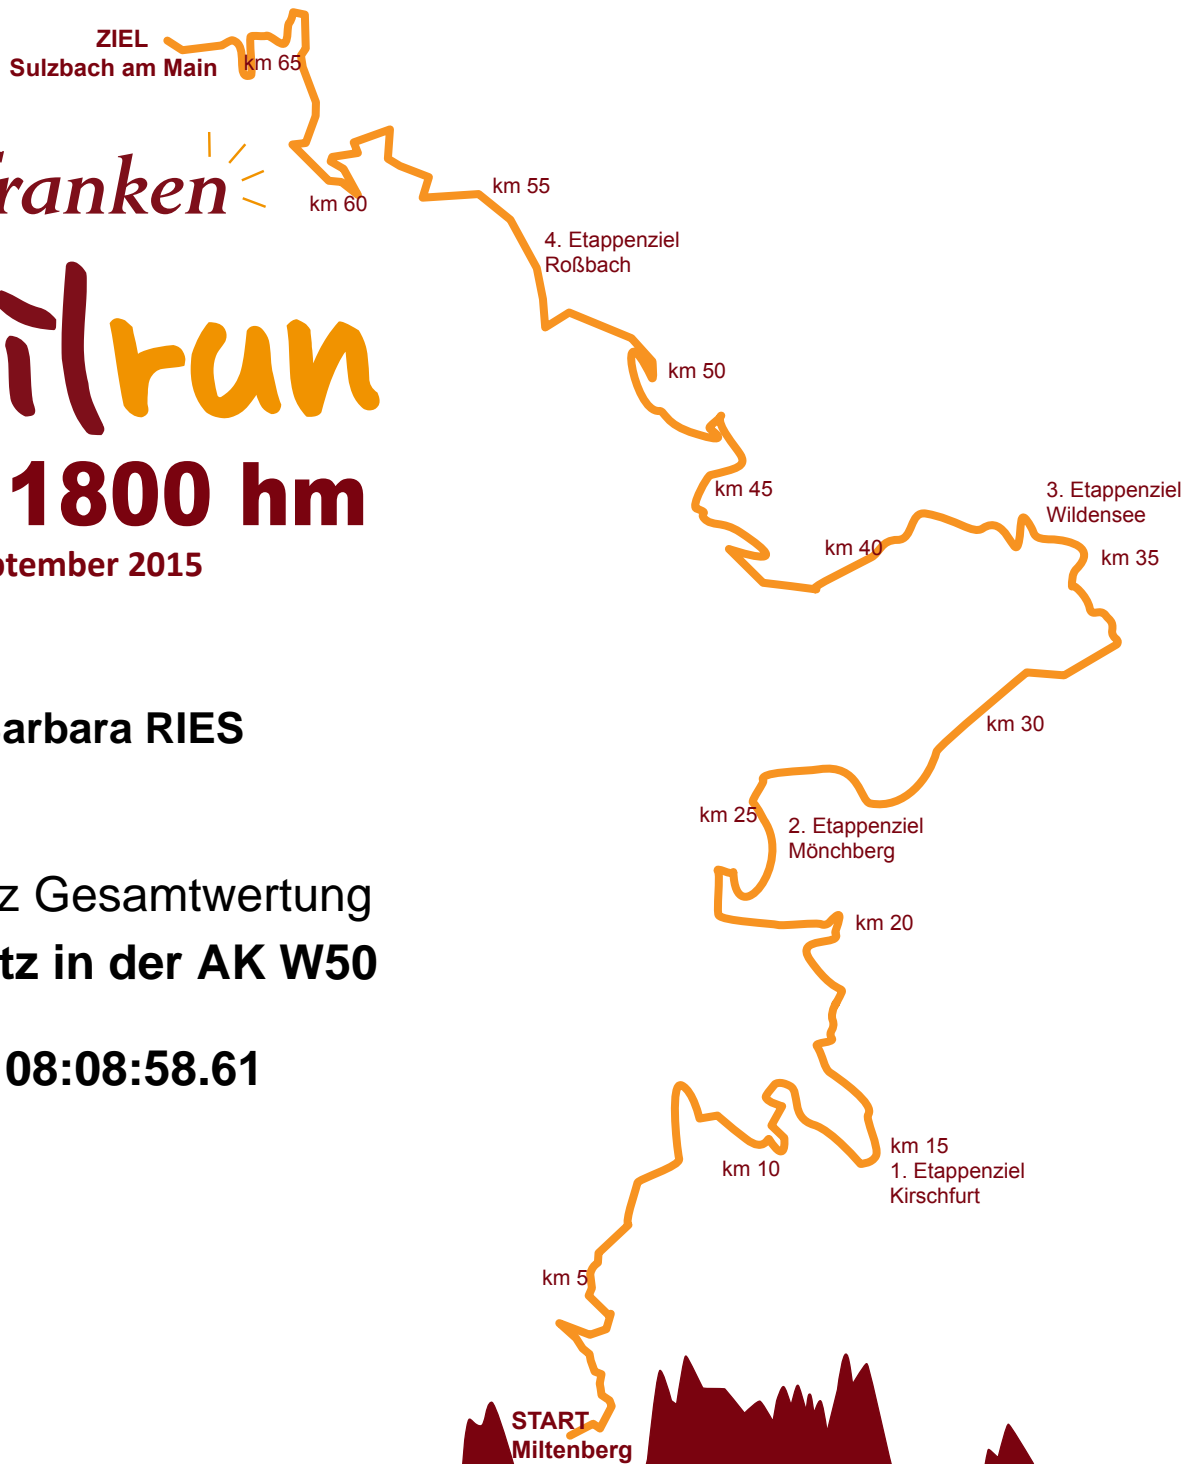 ZIEL
Sulzbach am Main
km 65
ranken
km 60
km 55
4. Etappenziel
Roßbach
ilrun
km 50
1800 hm
km 45
3. Etappenziel
Wildensee
ptember 2015
km 40
km 35
arbara RIES
km 30
km 25
2. Etappenziel
Mönchberg
z Gesamtwertung
km 20
tz in der AK W50
08:08:58.61
km 15
km 10
1. Etappenziel
Kirschfurt
km 5
START
Miltenberg